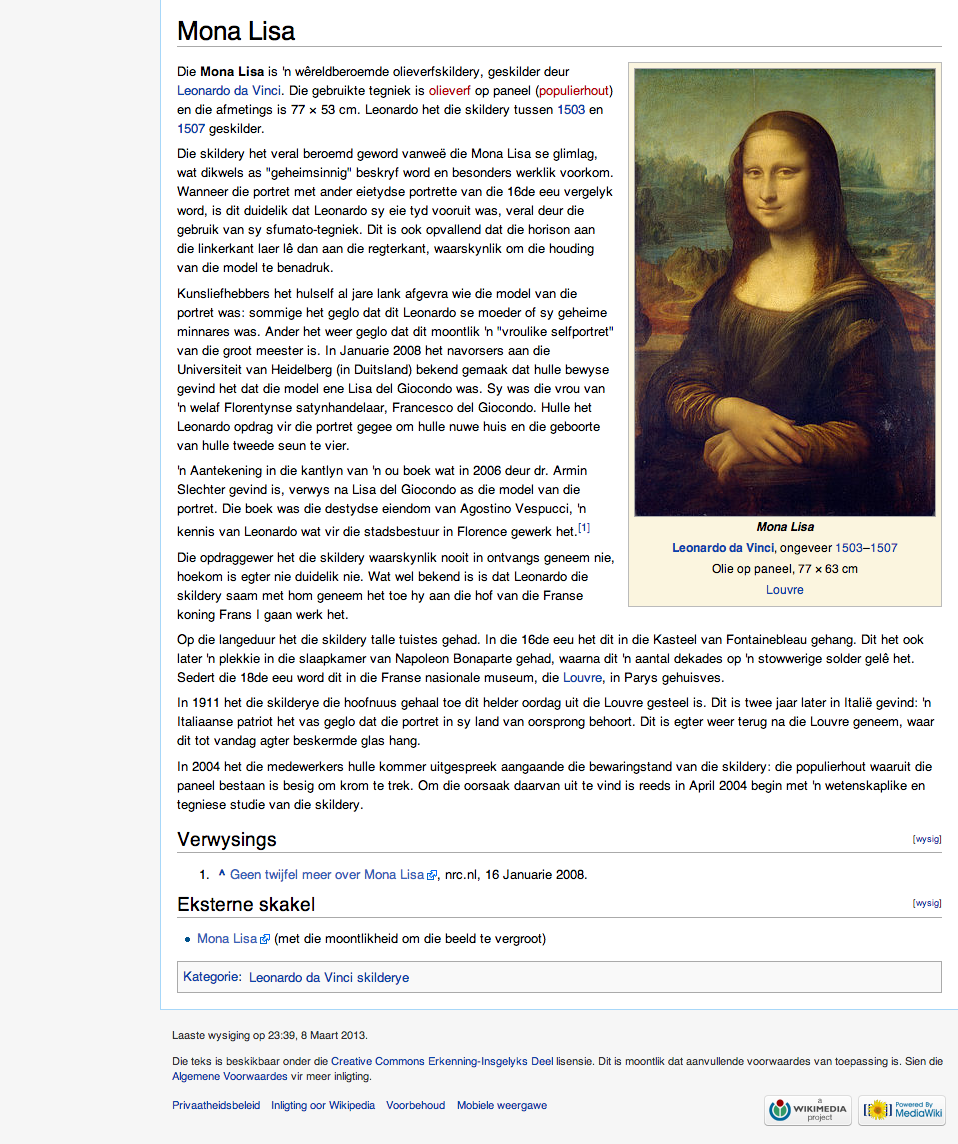 Mona Lisa
Die Mona Lisa is 'n wêreldberoemde olieverfskildery, geskilder deur
Leonardo da Vinci. Die gebruikte tegniek is olieverf op paneel (populierhout)
en die afmetings is 77 × 53 cm. Leonardo het die skildery tussen 1503 en
1507 geskilder.
Die skildery het veral beroemd geword vanweë die Mona Lisa se glimlag,
wat dikwels as "geheimsinnig" beskryf word en besonders werklik voorkom.
Wanneer die portret met ander eietydse portrette van die 16de eeu vergelyk
word, is dit duidelik dat Leonardo sy eie tyd vooruit was, veral deur die
gebruik van sy sfumato-tegniek. Dit is ook opvallend dat die horison aan
die linkerkant laer lê dan aan die regterkant, waarskynlik om die houding
van die model te benadruk.
Kunsliefhebbers het hulself al jare lank afgevra wie die model van die
portret was: sommige het geglo dat dit Leonardo se moeder of sy geheime
minnares was. Ander het weer geglo dat dit moontlik 'n "vroulike selfportret"
van die groot meester is. In Januarie 2008 het navorsers aan die
Universiteit van Heidelberg (in Duitsland) bekend gemaak dat hulle bewyse
gevind het dat die model ene Lisa del Giocondo was. Sy was die vrou van
'n welaf Florentynse satynhandelaar, Francesco del Giocondo. Hulle het
Leonardo opdrag vir die portret gegee om hulle nuwe huis en die geboorte
van hulle tweede seun te vier.
'n Aantekening in die kantlyn van 'n ou boek wat in 2006 deur dr. Armin
Slechter gevind is, verwys na Lisa del Giocondo as die model van die
portret. Die boek was die destydse eiendom van Agostino Vespucci, 'n
kennis van Leonardo wat vir die stadsbestuur in Florence gewerk het.[1]
Die opdraggewer het die skildery waarskynlik nooit in ontvangs geneem nie,
hoekom is egter nie duidelik nie. Wat wel bekend is is dat Leonardo die
skildery saam met hom geneem het toe hy aan die hof van die Franse
koning Frans I gaan werk het.
Mona Lisa
Leonardo da Vinci, ongeveer 1503–1507
Olie op paneel, 77 × 63 cm
Louvre
Op die langeduur het die skildery talle tuistes gehad. In die 16de eeu het dit in die Kasteel van Fontainebleau gehang. Dit het ook
later 'n plekkie in die slaapkamer van Napoleon Bonaparte gehad, waarna dit 'n aantal dekades op 'n stowwerige solder gelê het.
Sedert die 18de eeu word dit in die Franse nasionale museum, die Louvre, in Parys gehuisves.
In 1911 het die skilderye die hoofnuus gehaal toe dit helder oordag uit die Louvre gesteel is. Dit is twee jaar later in Italië gevind: 'n
Italiaanse patriot het vas geglo dat die portret in sy land van oorsprong behoort. Dit is egter weer terug na die Louvre geneem, waar
dit tot vandag agter beskermde glas hang.
In 2004 het die medewerkers hulle kommer uitgespreek aangaande die bewaringstand van die skildery: die populierhout waaruit die
paneel bestaan is besig om krom te trek. Om die oorsaak daarvan uit te vind is reeds in April 2004 begin met 'n wetenskaplike en
tegniese studie van die skildery.
Verwysings [wysig]
1. ^ Geen twijfel meer over Mona Lisa, nrc.nl, 16 Januarie 2008.
Eksterne skakel [wysig]
• Mona Lisa (met die moontlikheid om die beeld te vergroot)
Kategorie: Leonardo da Vinci skilderye
Laaste wysiging op 23:39, 8 Maart 2013.
Die teks is beskikbaar onder die Creative Commons Erkenning-Insgelyks Deel lisensie. Dit is moontlik dat aanvullende voorwaardes van toepassing is. Sien die
Algemene Voorwaardes vir meer inligting.
Privaatheidsbeleid Inligting oor Wikipedia Voorbehoud Mobiele weergawe
A WIKIMEDIA project
Powered By MediaWiki